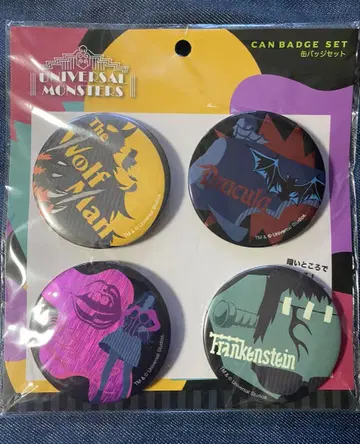 UNIVERSAL
MONSTERS
CAN BADGE SET
缶バッジセット
The
Wolf
Man
TM & © Universal Studios
Dracula
TM & © Universal Studios
暗いところで
TM & © Universal Studios.
Frankenstein
TM & © Universal Studios